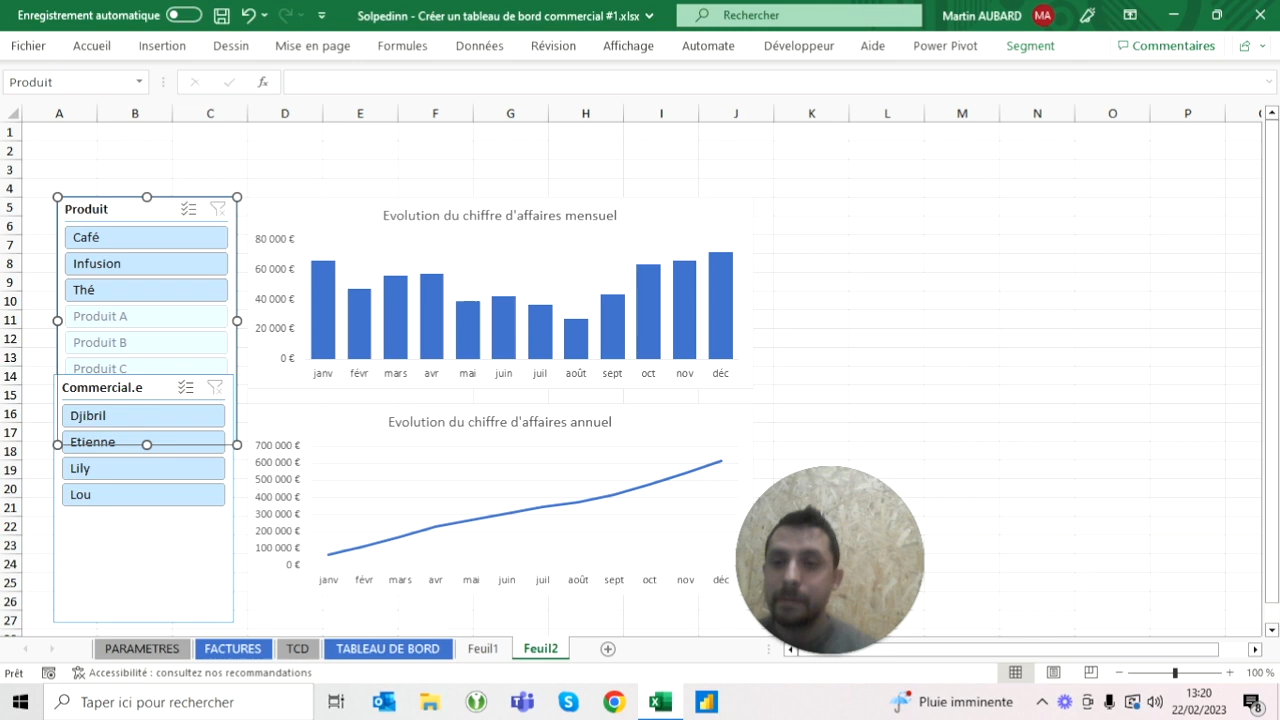 Enregistrement automatique
Solpedinn - Créer un tableau de bord commercial #1.xlsx
Rechercher
Martin AUBARD
MA
Fichier Accueil Insertion Dessin Mise en page Formules Données Révision Affichage Automate Développeur Aide Power Pivot Segment Commentaires
Produit fx
A B C D E F G H I J K L M N O P
1
2
3
4
5
6
7
8
9
10
11
12
13
14
15
16
17
18
19
20
21
22
23
24
25
26
27
Produit
Café
Infusion
Thé
Produit A
Produit B
Produit C
Commercial.e
Djibril
Etienne
Lily
Lou
Evolution du chiffre d'affaires mensuel
80 000 €
60 000 €
40 000 €
20 000 €
0 €
janv févr mars avr mai juin juil août sept oct nov déc
Evolution du chiffre d'affaires annuel
700 000 €
600 000 €
500 000 €
400 000 €
300 000 €
200 000 €
100 000 €
0 €
janv févr mars avr mai juin juil août sept oct nov déc
PARAMETRES FACTURES TCD TABLEAU DE BORD Feuil1 Feuil2
Prêt
Accessibilité : consultez nos recommandations
100 %
Taper ici pour rechercher
Pluie imminente
13:20
22/02/2023
8